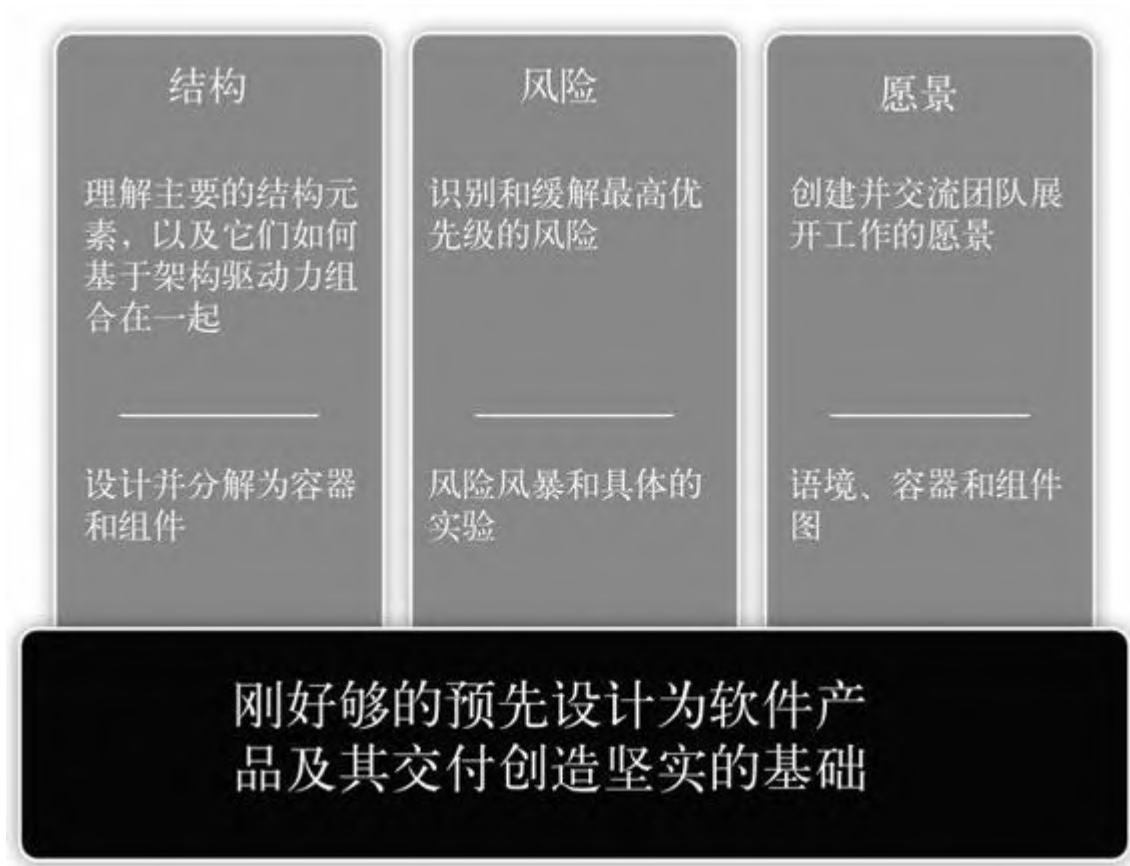 结构
理解主要的结构元
素，以及它们如何
基于架构驱动力组
合在一起
设计并分解为容器
和组件
风险
识别和缓解最高优
先级的风险
风险风暴和具体的
实验
愿景
创建并交流团队展
开工作的愿景
语境、容器和组件
图
刚好够的预先设计为软件产
品及其交付创造坚实的基础